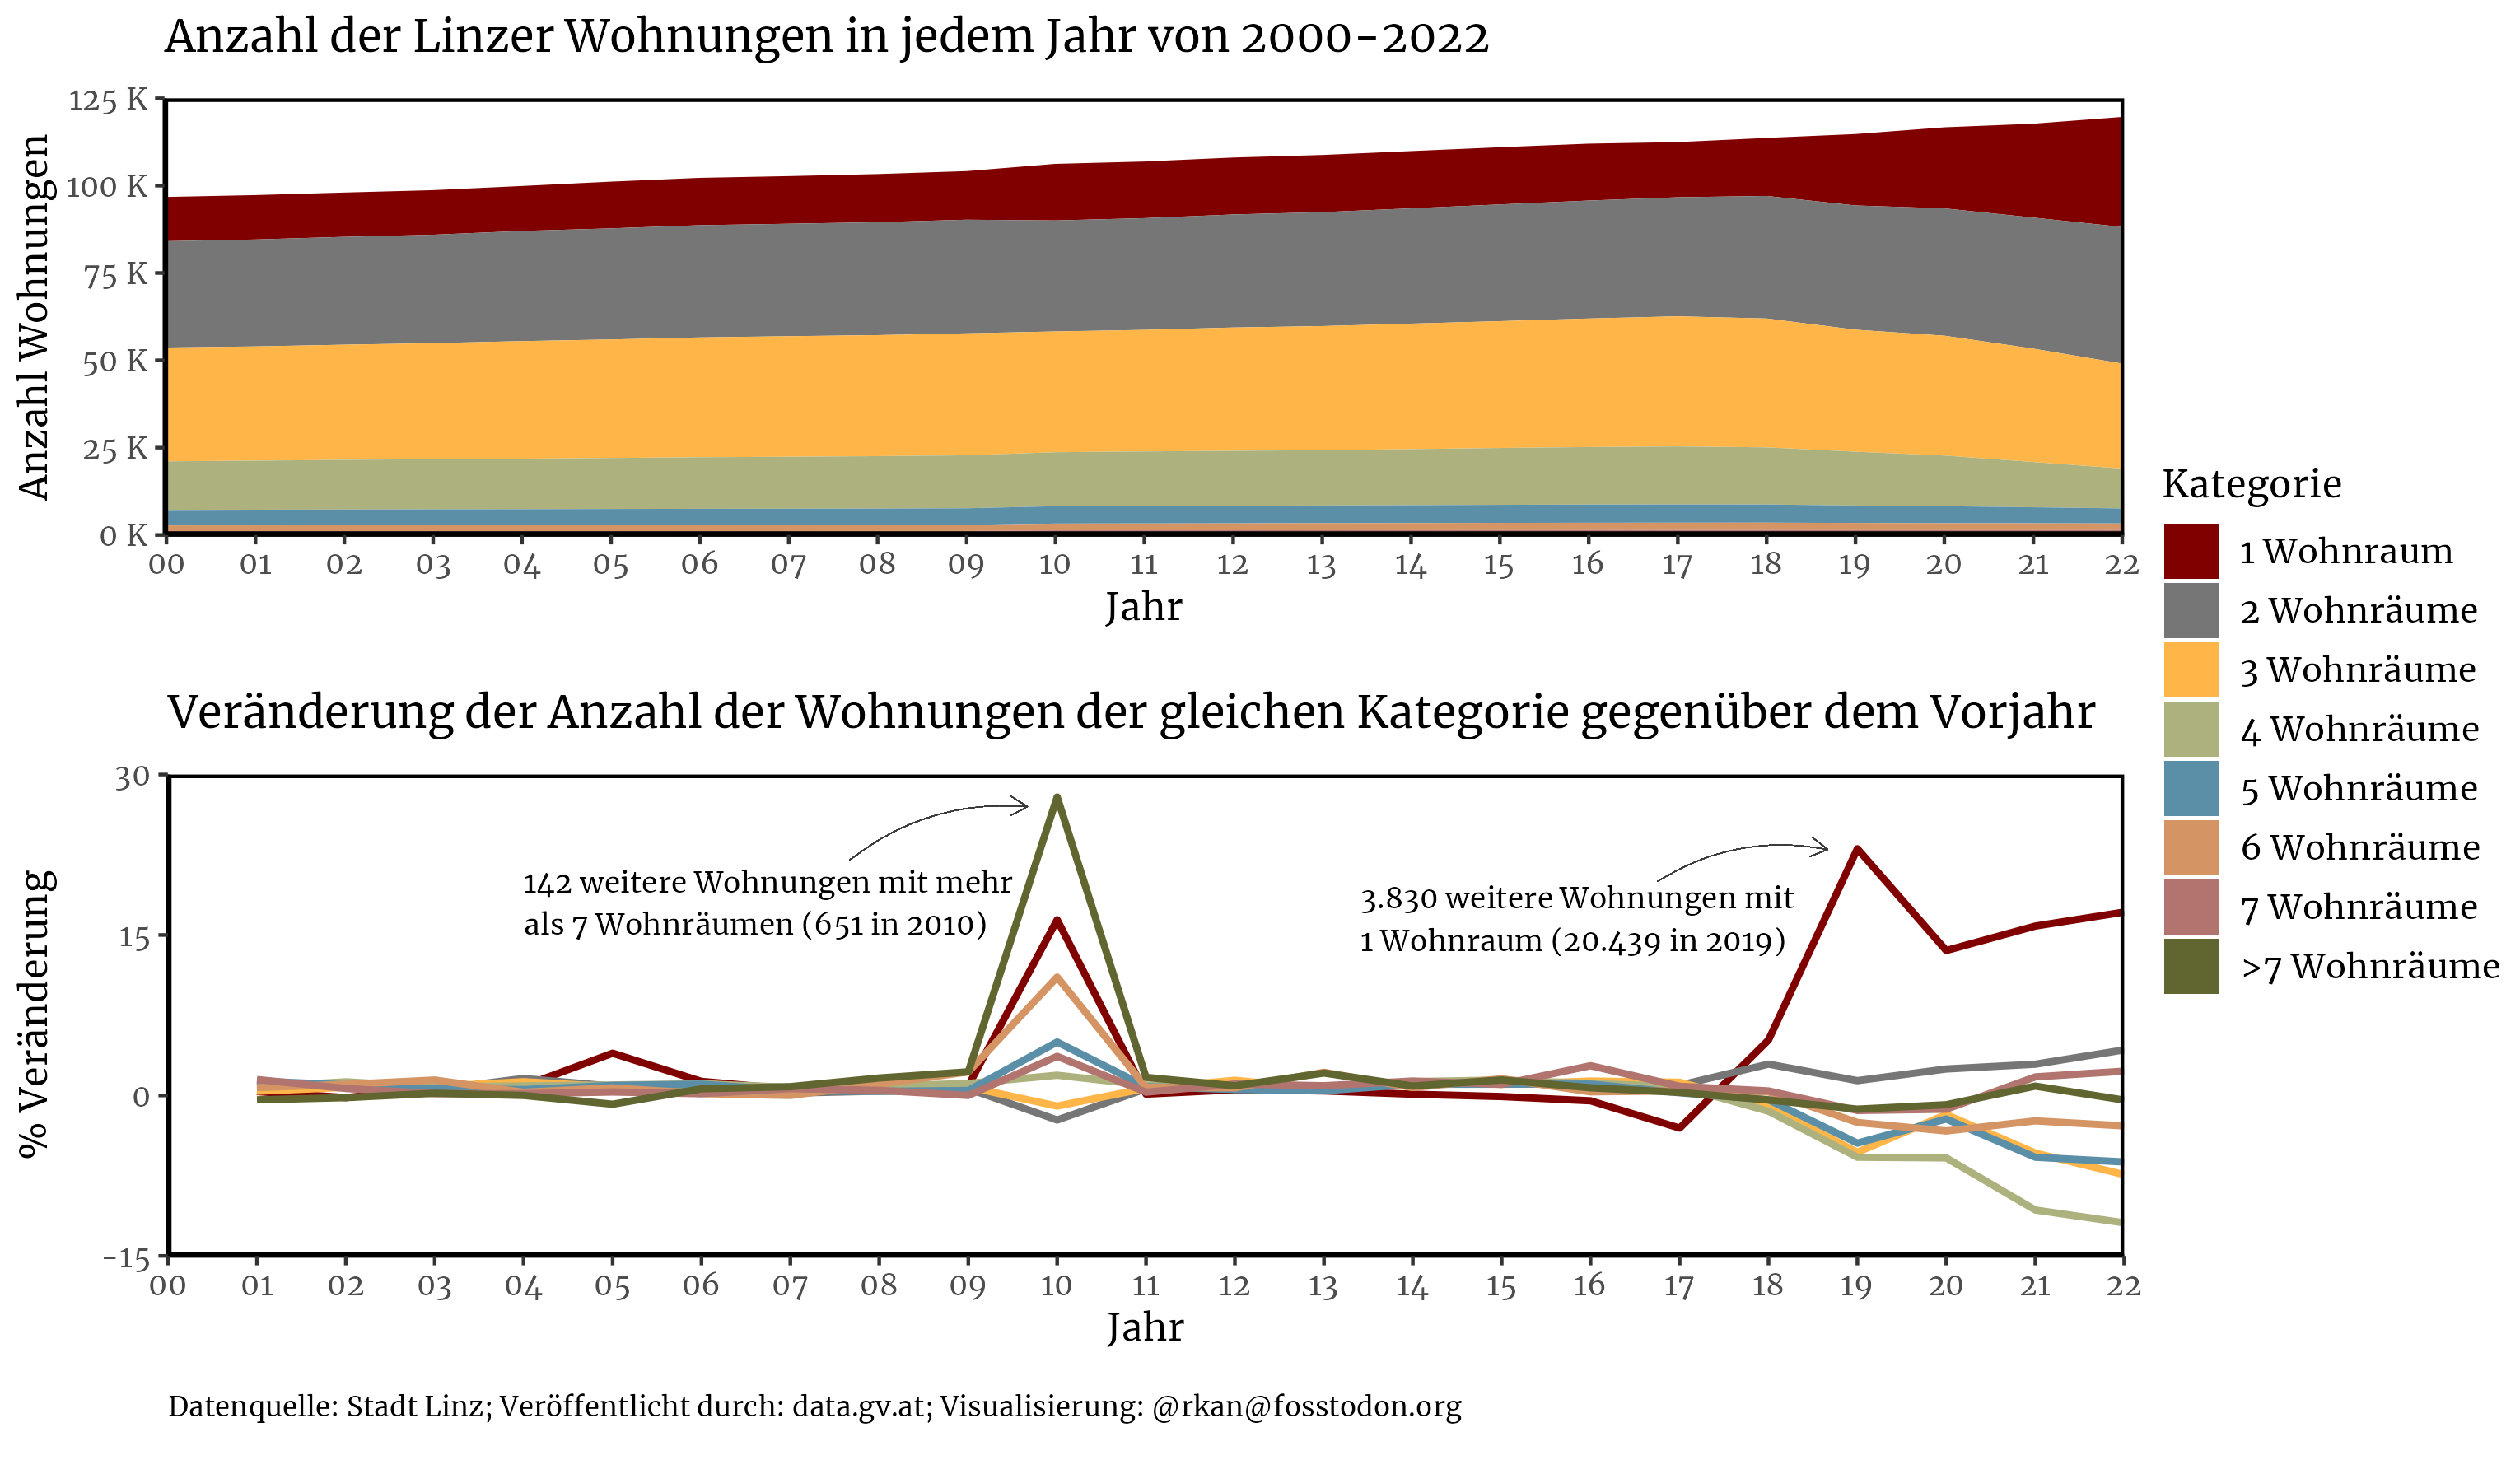 Anzahl der Linzer Wohnungen in jedem Jahr von 2000-2022
Anzahl Wohnungen
125 K
100 K
75 K
50 K
25 K
0 K
00 01 02 03 04 05 06 07 08 09 10 11 12 13 14 15 16 17 18 19 20 21 22
Jahr
Kategorie
1 Wohnraum
2 Wohnräume
3 Wohnräume
4 Wohnräume
5 Wohnräume
6 Wohnräume
7 Wohnräume
>7 Wohnräume
Veränderung der Anzahl der Wohnungen der gleichen Kategorie gegenüber dem Vorjahr
% Veränderung
30
15
0
-15
142 weitere Wohnungen mit mehr
als 7 Wohnräumen (651 in 2010)
3.830 weitere Wohnungen mit
1 Wohnraum (20.439 in 2019)
00 01 02 03 04 05 06 07 08 09 10 11 12 13 14 15 16 17 18 19 20 21 22
Jahr
Datenquelle: Stadt Linz; Veröffentlicht durch: data.gv.at; Visualisierung: @rkan@fosstodon.org